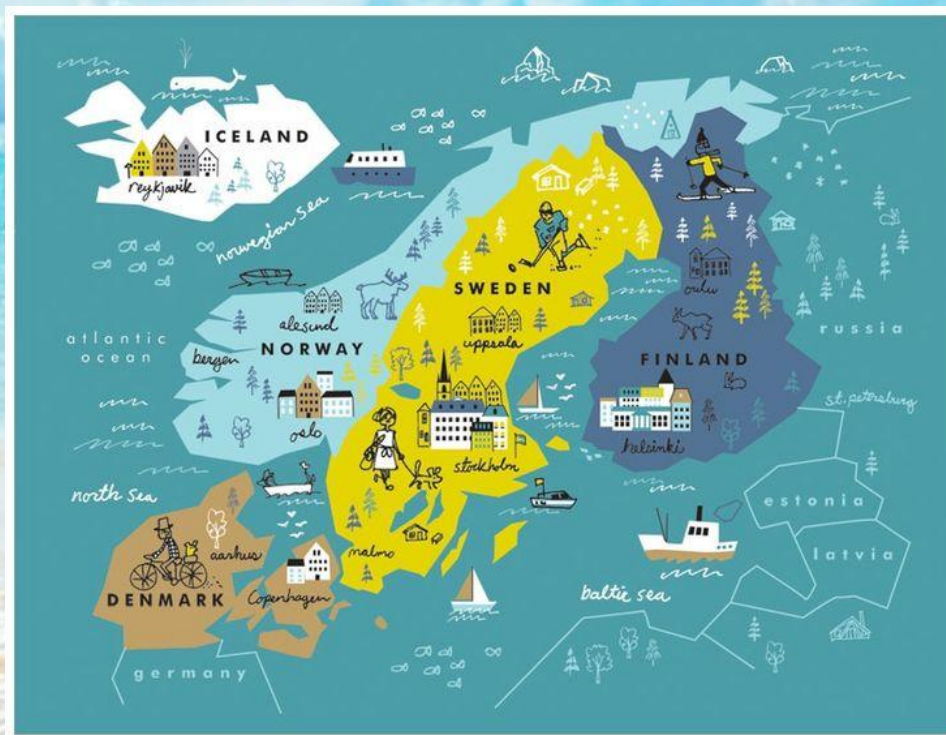 ICELAND
reykjavik
norwegian sea
atlantic
ocean
alesund
bergen
NORWAY
oslo
SWEDEN
uppsala
stockholm
malmo
oulu
FINLAND
helsinki
russia
st. petersburg
estonia
latvia
north sea
aarhus
DENMARK
Copenhagen
baltic sea
germany